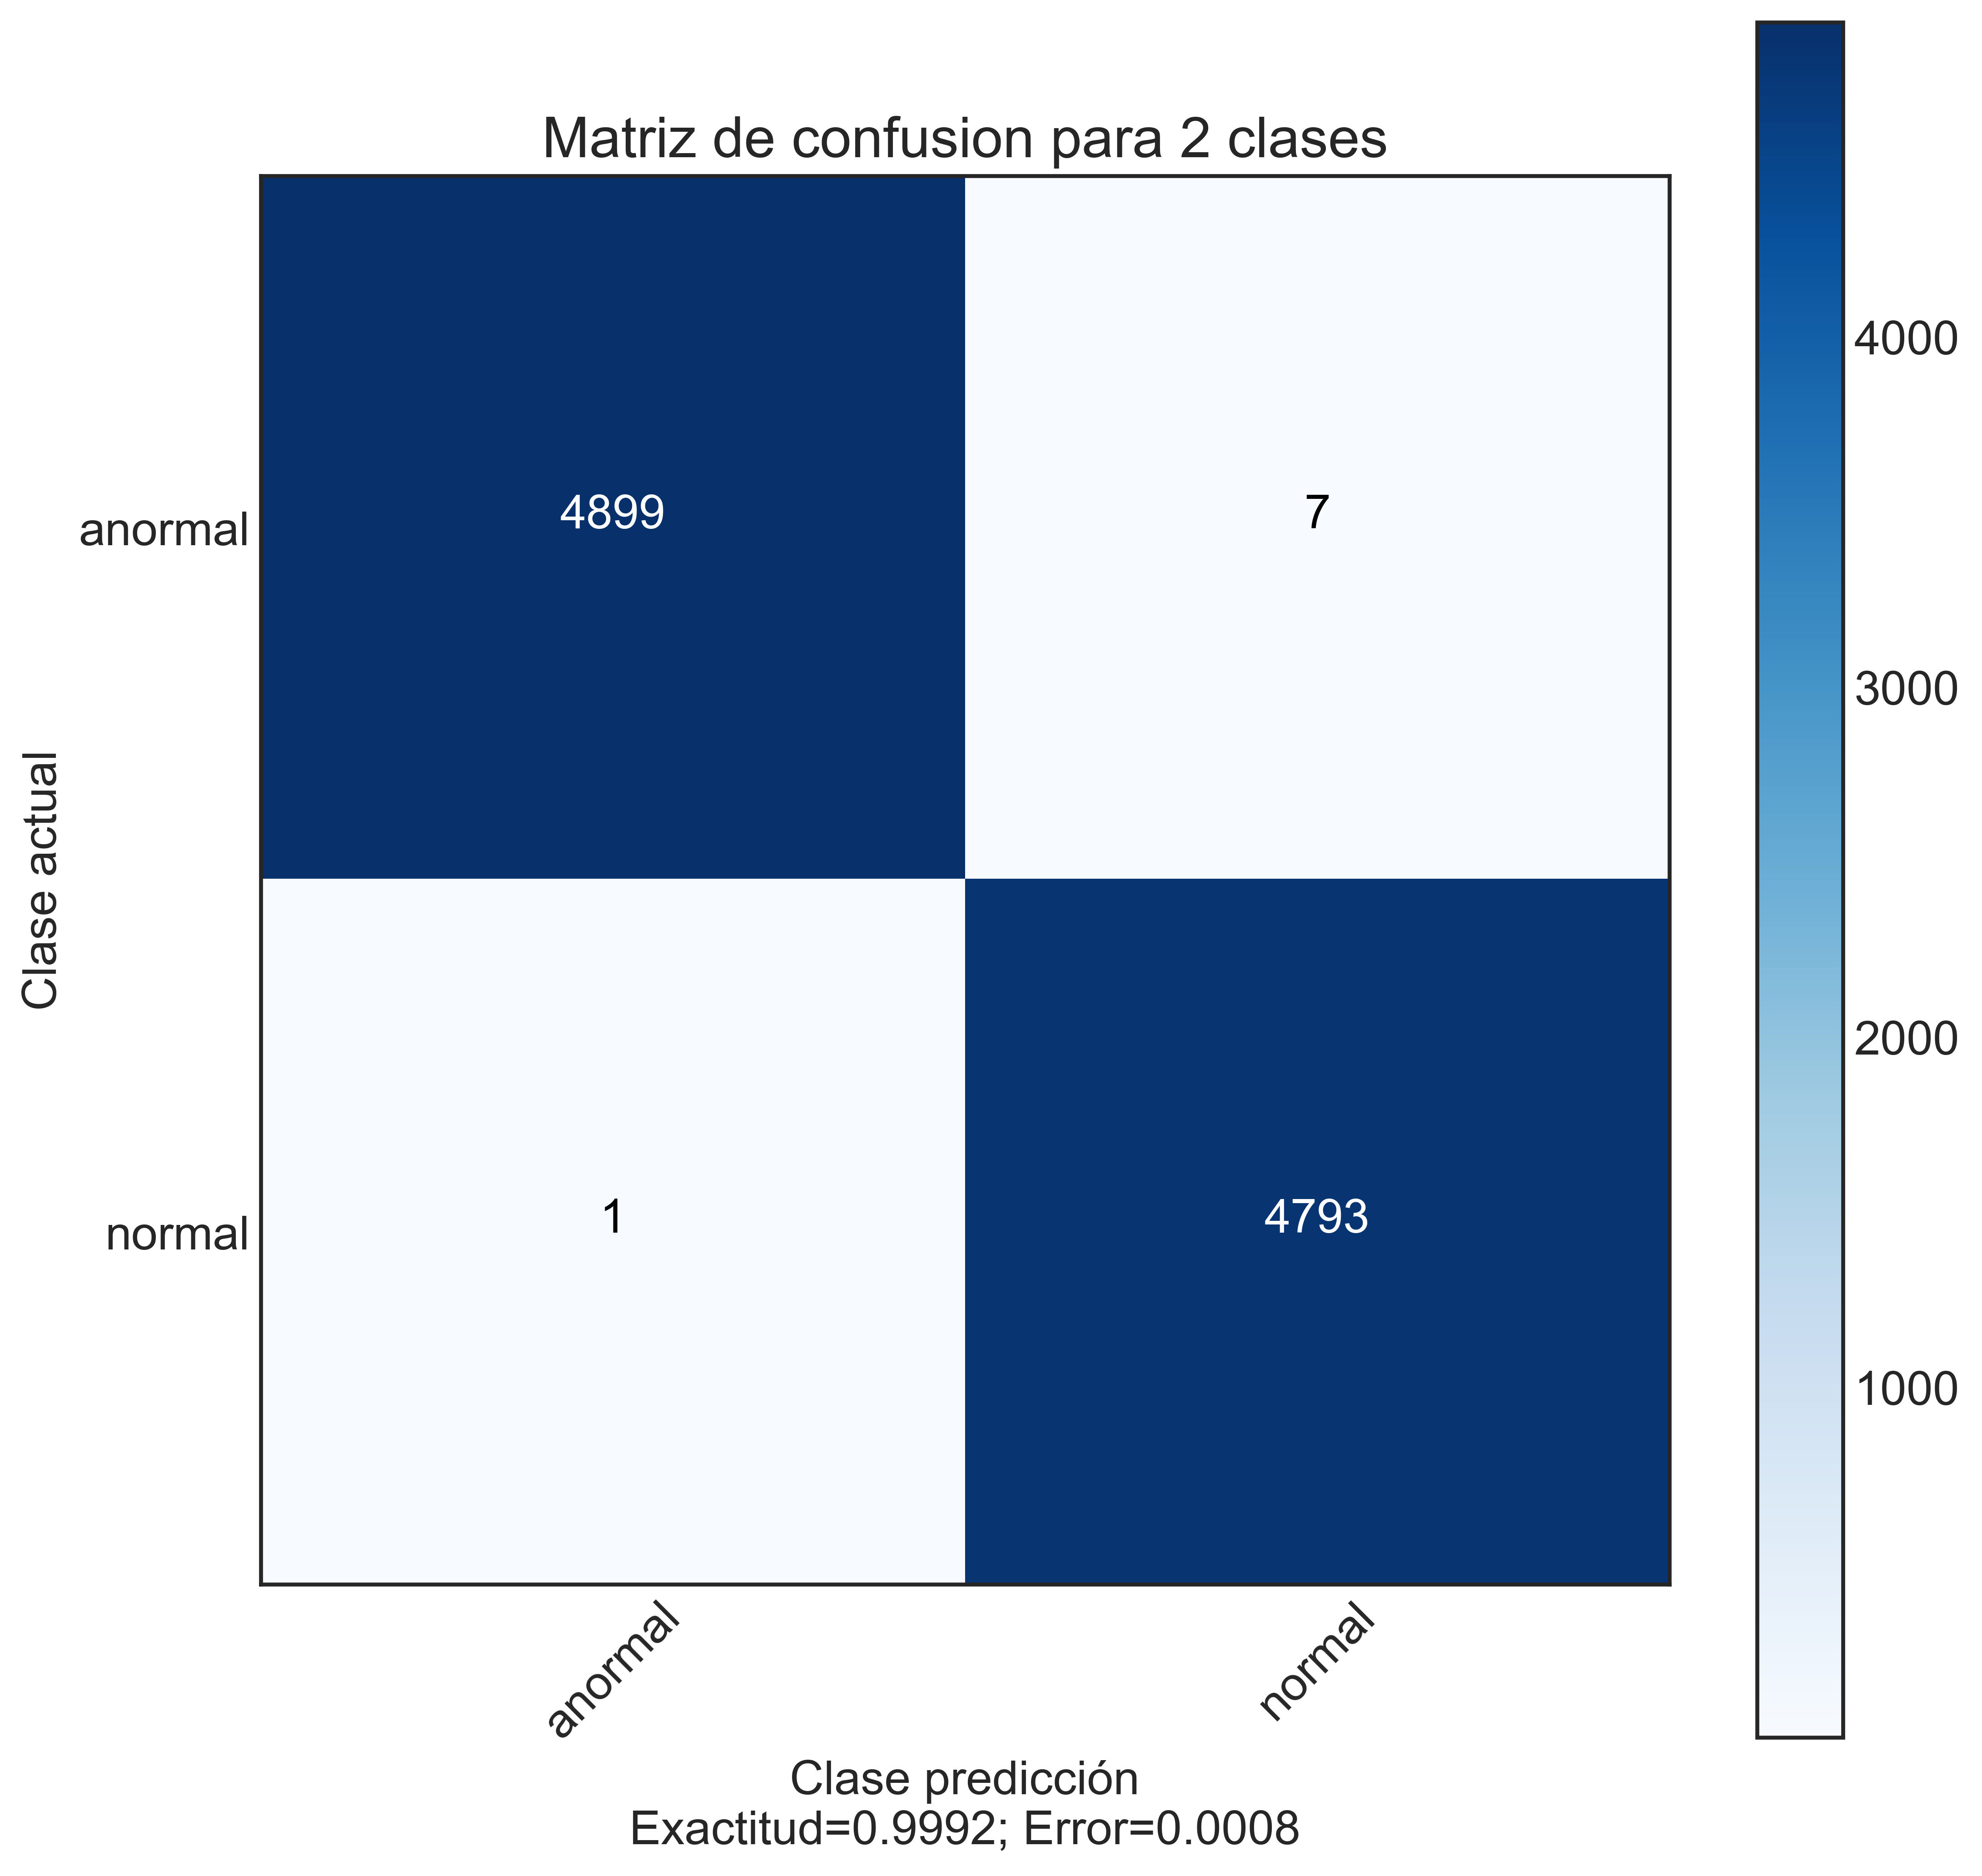 Matriz de confusion para 2 clases
4000
3000
2000
1000
Clase actual
anormal
4899
7
normal
1
4793
anormal
normal
Clase predicción
Exactitud=0.9992; Error=0.0008